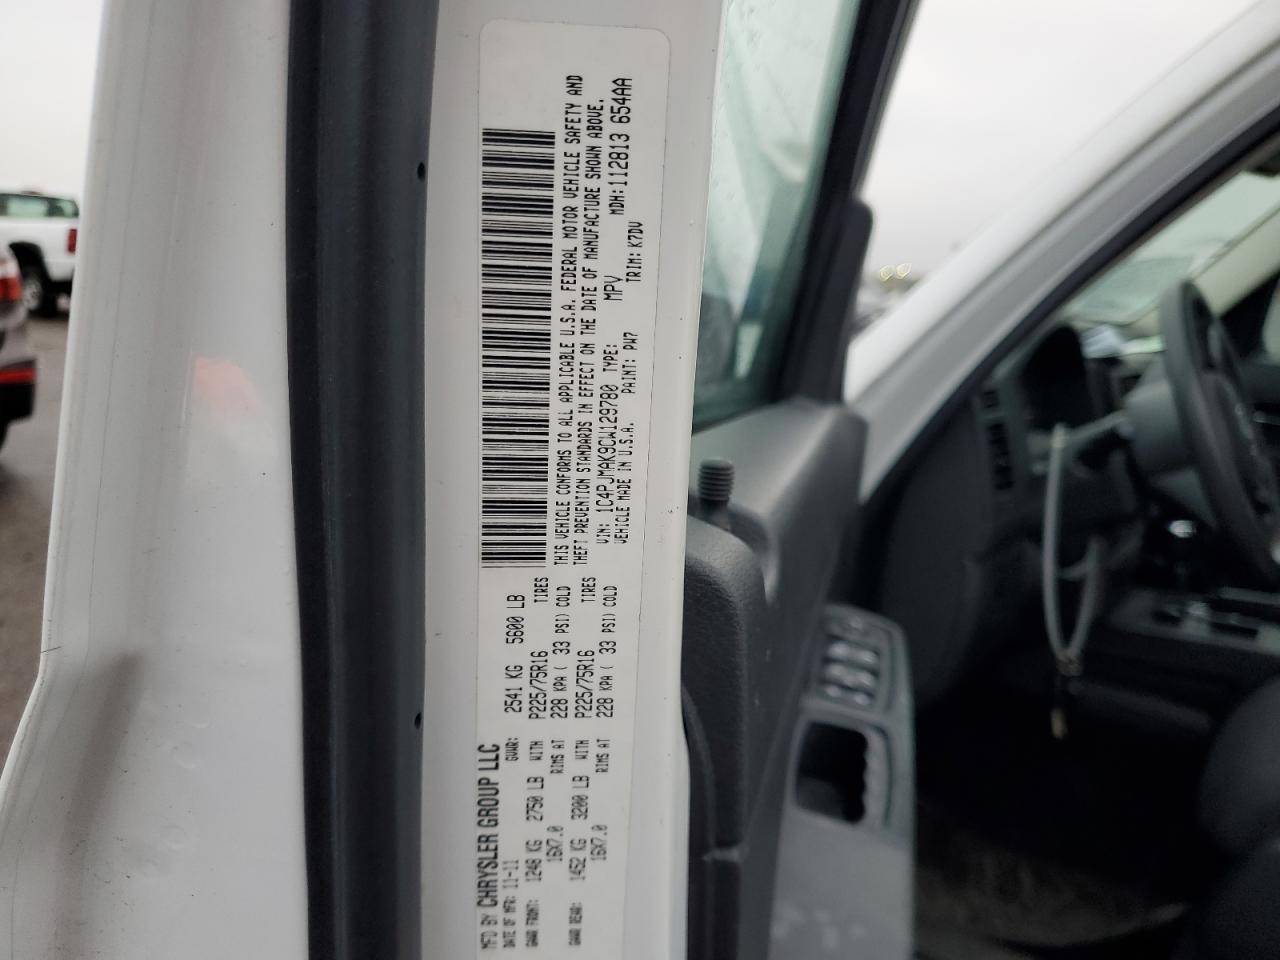 MFD BY CHRYSLER GROUP LLC
DATE OF MFR: 11-11 GVWR: 2541 KG 5600 LB
GAWR FRONT: 1248 KG 2750 LB WITH P225/75R16 TIRES
16X7.0 RIMS AT 228 KPA ( 33 PSI) COLD
GAWR REAR: 1452 KG 3200 LB WITH P225/75R16 TIRES
16X7.0 RIMS AT 228 KPA ( 33 PSI) COLD
THIS VEHICLE CONFORMS TO ALL APPLICABLE U.S.A. FEDERAL MOTOR VEHICLE SAFETY AND
THEFT PREVENTION STANDARDS IN EFFECT ON THE DATE OF MANUFACTURE SHOWN ABOVE.
VIN: 1C4PJMAK9CW129780 TYPE: MPV MDH:112813 654AA
VEHICLE MADE IN U.S.A. PAINT: PW7 TRIM: K7DV